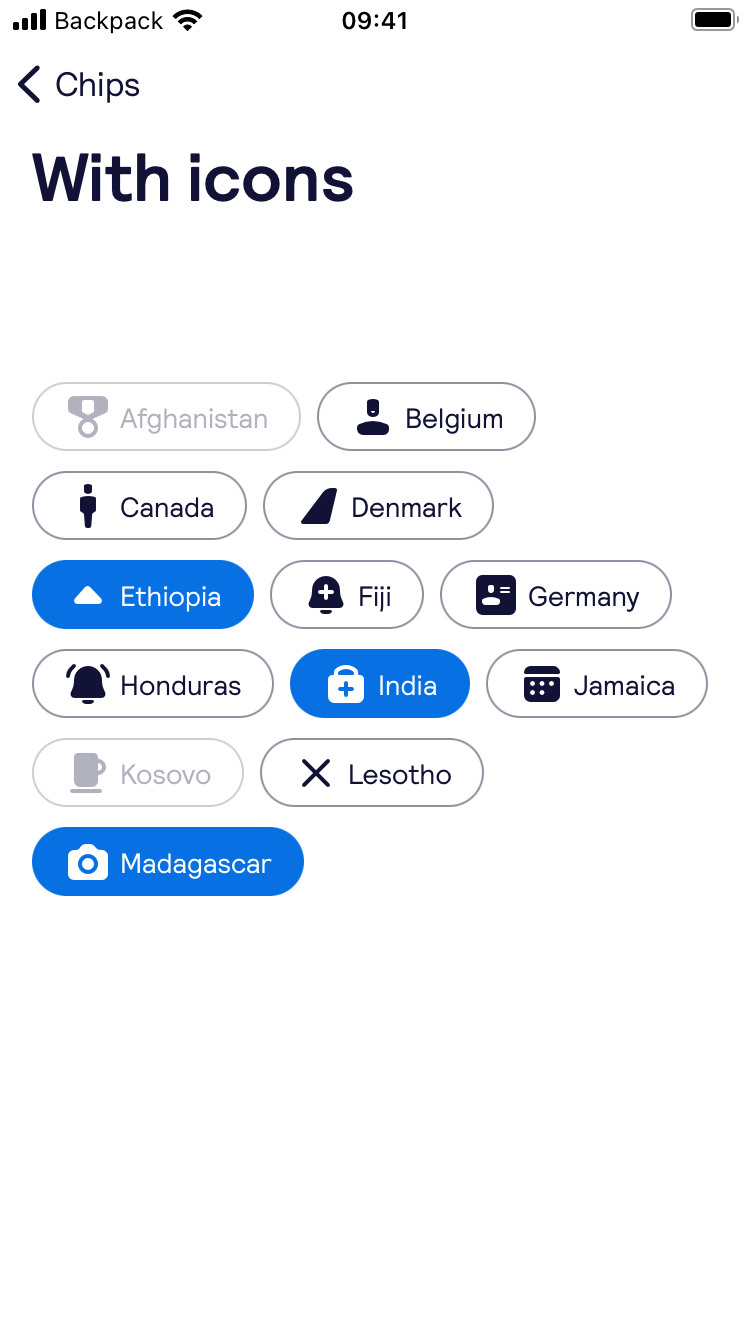 Backpack 09:41
Chips
With icons
Afghanistan Belgium
Canada Denmark
Ethiopia Fiji Germany
Honduras India Jamaica
Kosovo Lesotho
Madagascar